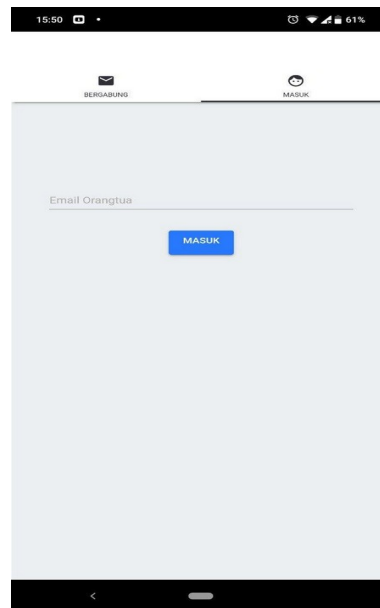 15:50
61%
BERGABUNG
MASUK
Email Orangtua
MASUK